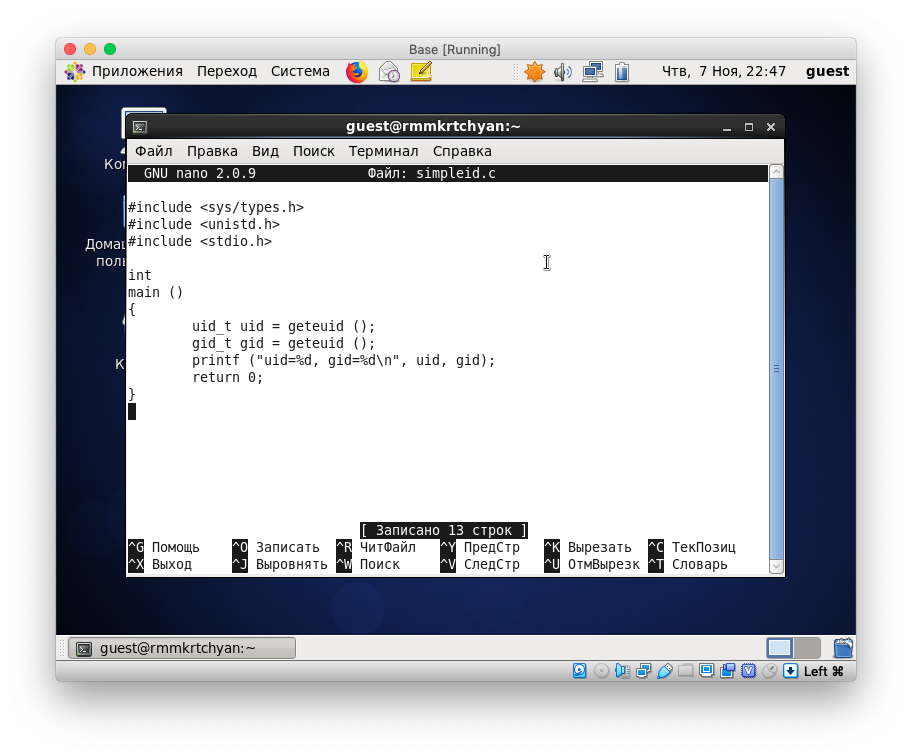 Base [Running]
Приложения Переход Система Чтв, 7 Ноя, 22:47 guest
guest@rmmkrtchyan:~
Файл Правка Вид Поиск Терминал Справка
GNU nano 2.0.9 Файл: simpleid.c
#include <sys/types.h>
#include <unistd.h>
#include <stdio.h>
int
main ()
{
uid_t uid = geteuid ();
gid_t gid = geteuid ();
printf ("uid=%d, gid=%d\n", uid, gid);
return 0;
}
[ Записано 13 строк ]
^G Помощь ^O Записать ^R ЧитФайл ^Y ПредСтр ^K Вырезать ^C ТекПозиц
^X Выход ^J Выровнять ^W Поиск ^V СледСтр ^U ОтмВырезк ^T Словарь
guest@rmmkrtchyan:~
Left ⌘